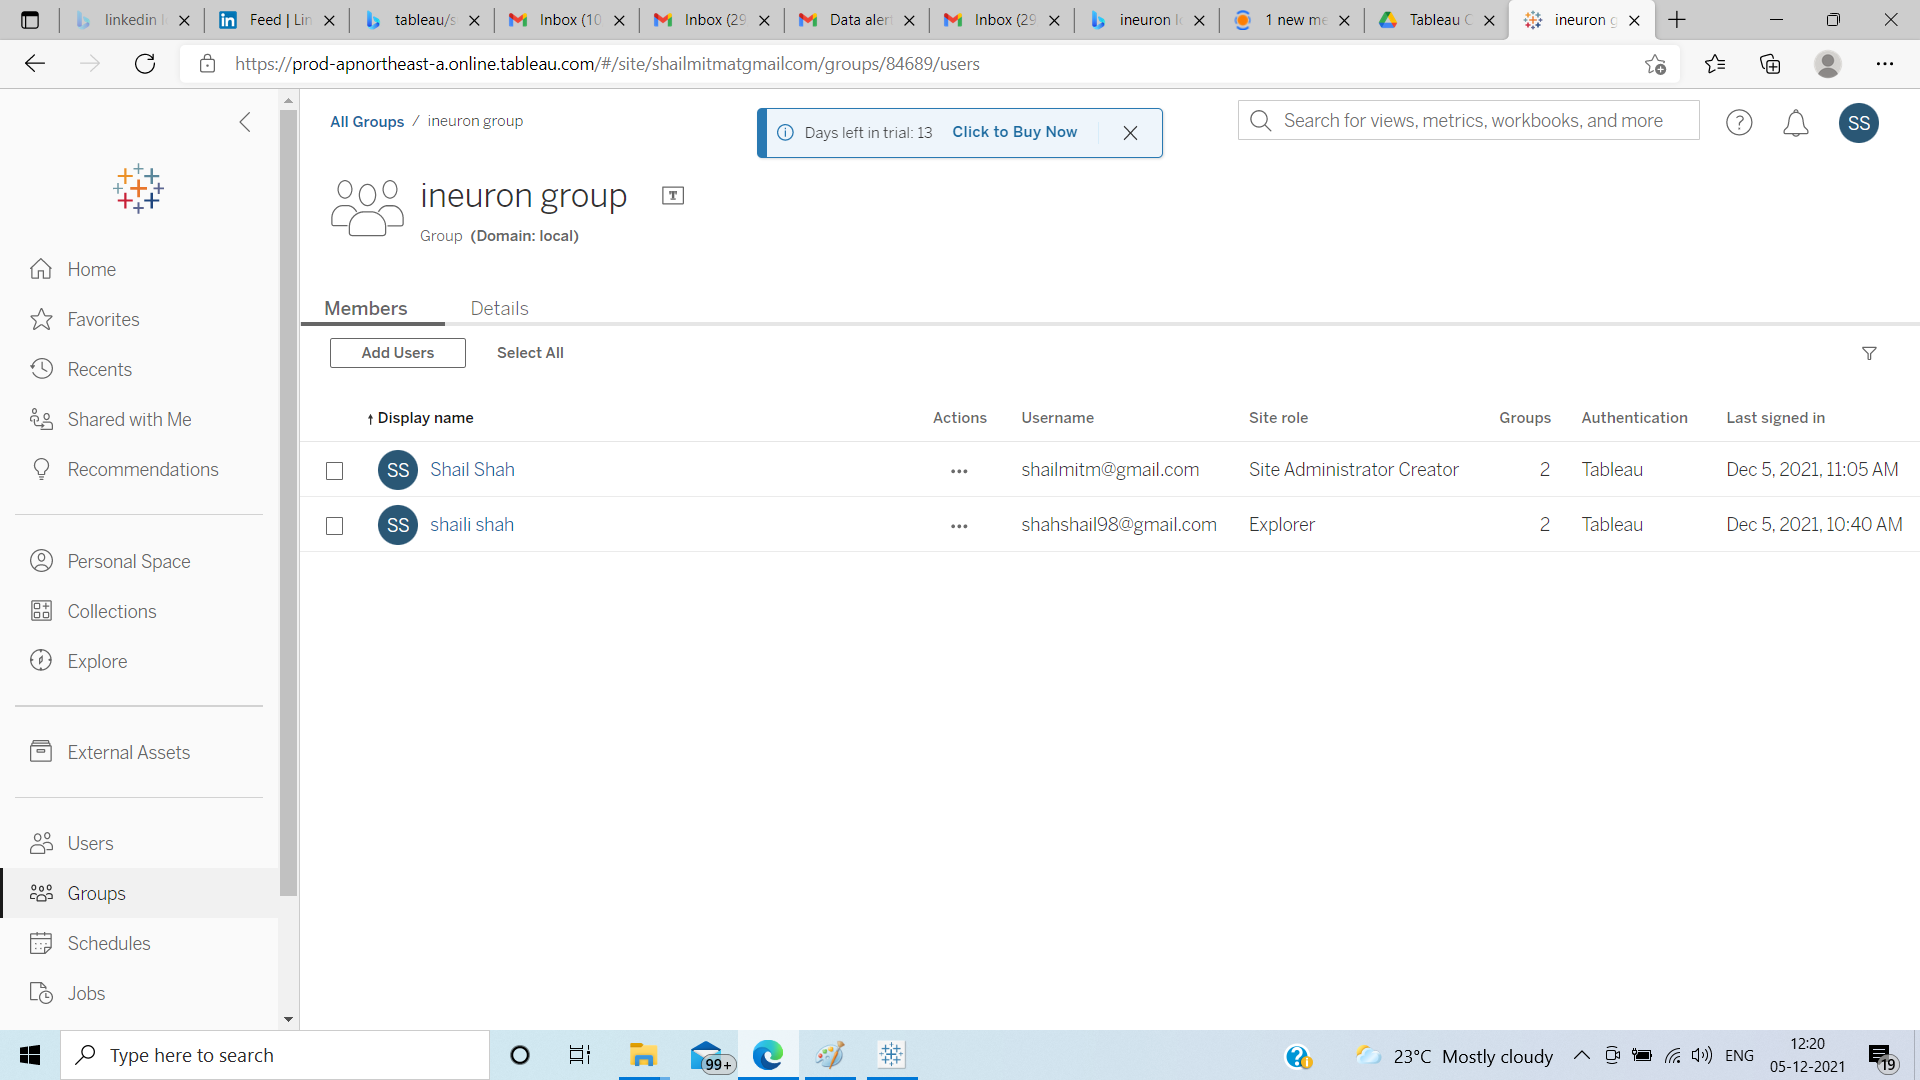 linkedin l
Feed | Lin
tableau/s
Inbox (10
Inbox (29
Data aler
Inbox (29
ineuron l
1 new me
Tableau C
ineuron g
https://prod-apnortheast-a.online.tableau.com/#/site/shailmitmatgmailcom/groups/84689/users
All Groups / ineuron group
Days left in trial: 13 Click to Buy Now
Search for views, metrics, workbooks, and more
?
SS
ineuron group
T
Group (Domain: local)
Home
Favorites
Recents
Shared with Me
Recommendations
Personal Space
Collections
Explore
External Assets
Users
Groups
Schedules
Jobs
Members Details
Add Users Select All
↑ Display name Actions Username Site role Groups Authentication Last signed in
SS Shail Shah ••• shailmitm@gmail.com Site Administrator Creator 2 Tableau Dec 5, 2021, 11:05 AM
SS shaili shah ••• shahshail98@gmail.com Explorer 2 Tableau Dec 5, 2021, 10:40 AM
Type here to search
99+
23°C Mostly cloudy
ENG
12:20
05-12-2021
19